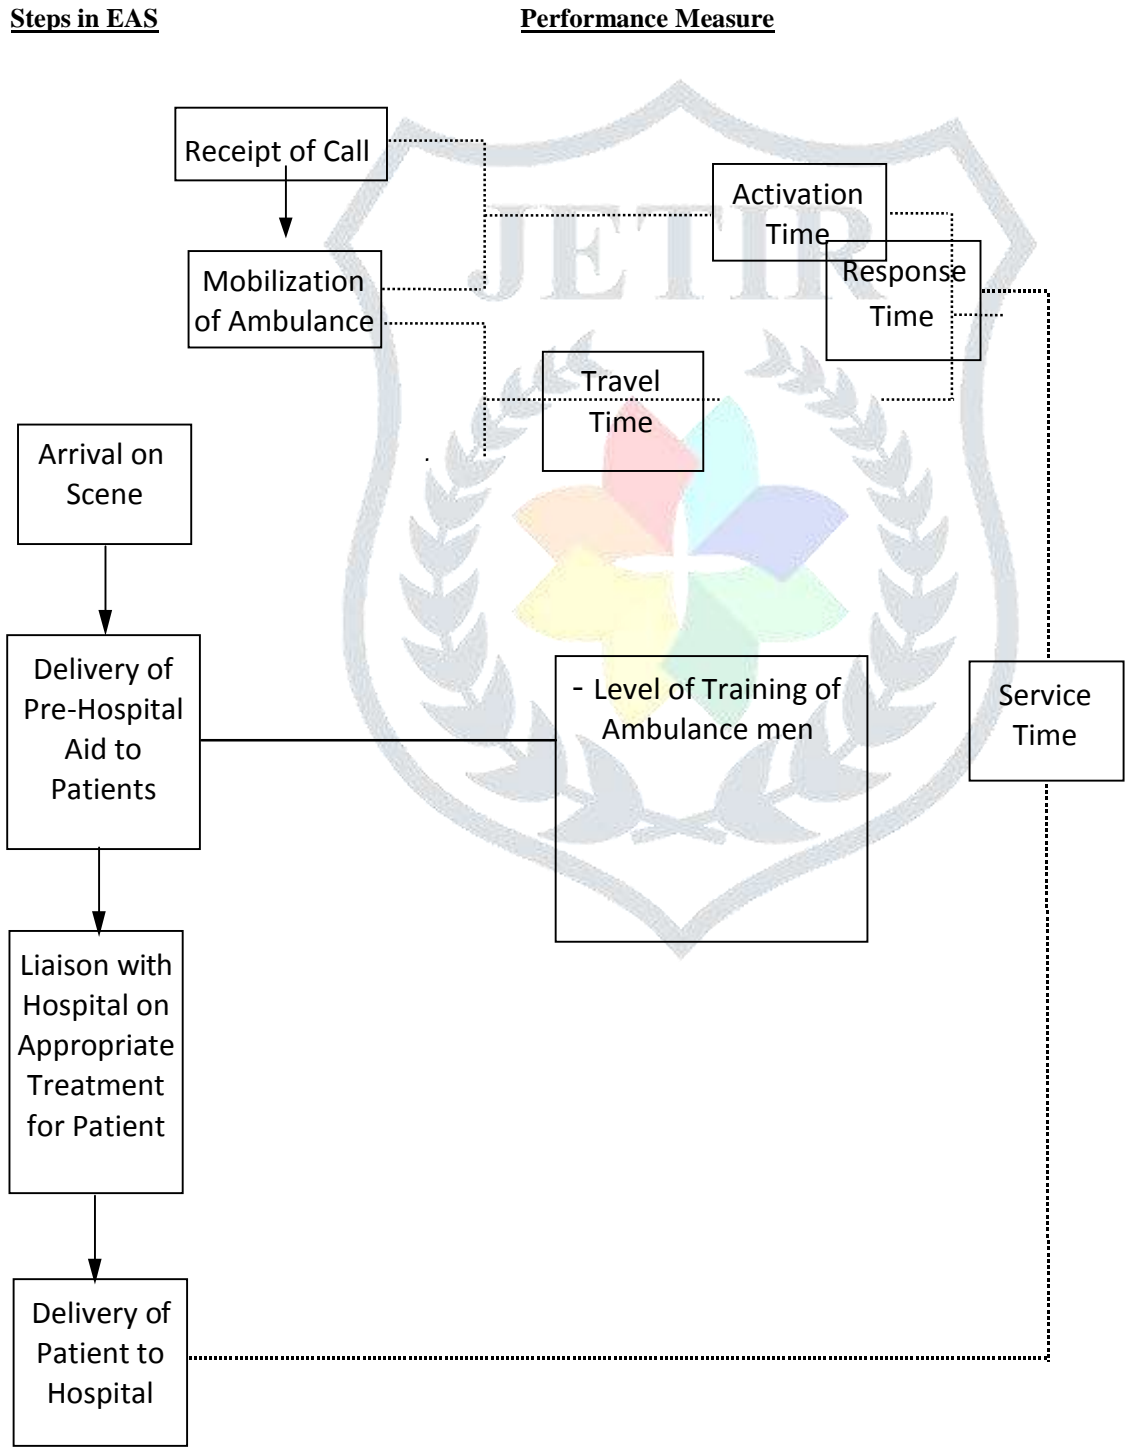 Steps in EAS
Performance Measure
Receipt of Call
Mobilization
of Ambulance
Activation
Time
Response
Time
Travel
Time
JETIR
Arrival on
Scene
Delivery of
Pre-Hospital
Aid to
Patients
- Level of Training of
Ambulance men
Service
Time
Liaison with
Hospital on
Appropriate
Treatment
for Patient
Delivery of
Patient to
Hospital